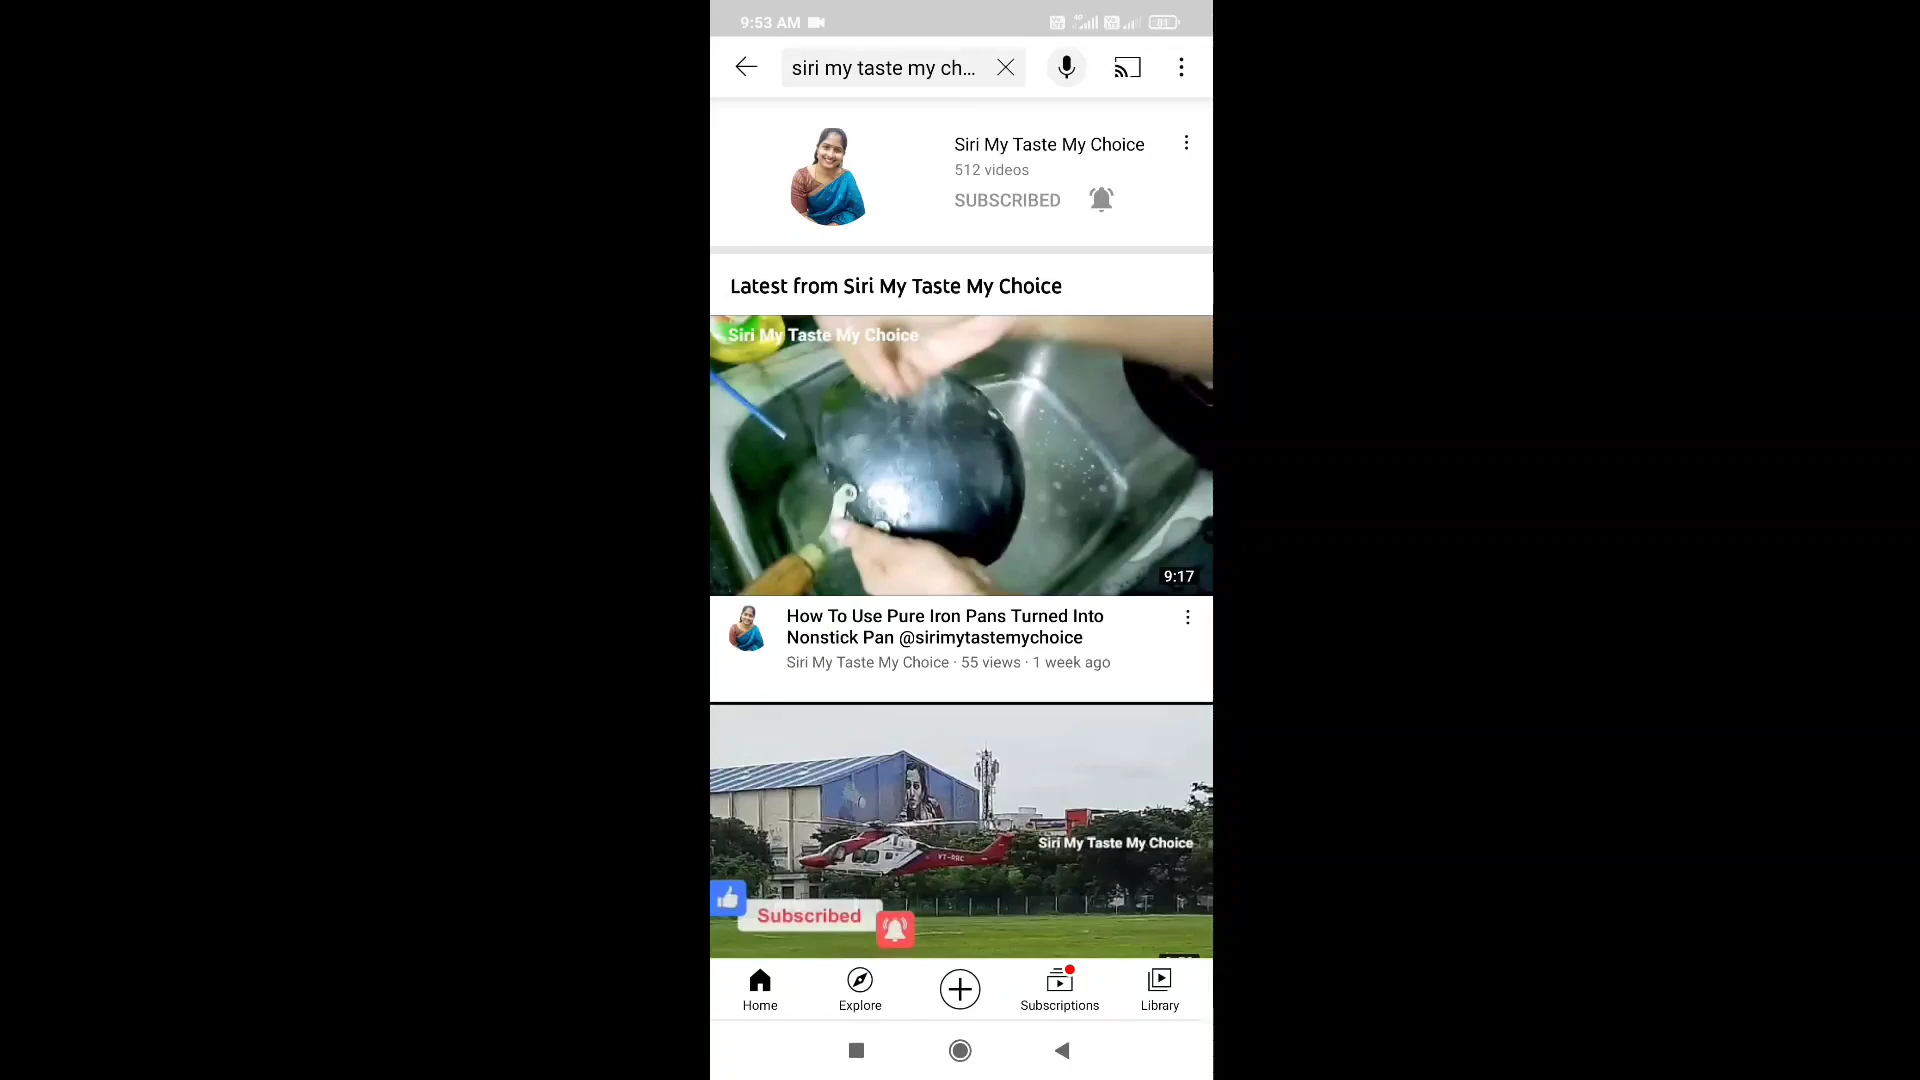 9:53 AM
81
siri my taste my ch...
Siri My Taste My Choice
512 videos
SUBSCRIBED
Latest from Siri My Taste My Choice
Siri My Taste My Choice
9:17
How To Use Pure Iron Pans Turned Into
Nonstick Pan @sirimytastemychoice
Siri My Taste My Choice · 55 views · 1 week ago
VT-RRC
Siri My Taste My Choice
Subscribed
Home
Explore
Subscriptions
Library